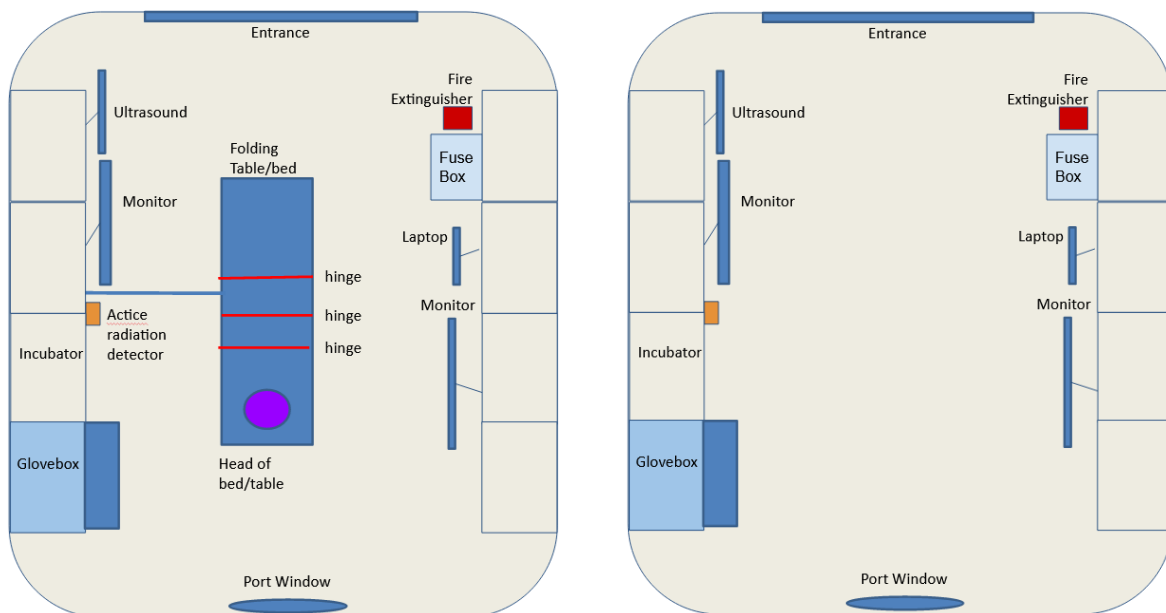 Entrance
Fire
Extinguisher
Ultrasound
Folding
Table/bed
Fuse
Box
Monitor
Laptop
hinge
Monitor
hinge
Actice
radiation
detector
hinge
Incubator
Glovebox
Head of
bed/table
Port Window
Entrance
Fire
Extinguisher
Ultrasound
Fuse
Box
Monitor
Laptop
Monitor
Incubator
Glovebox
Port Window